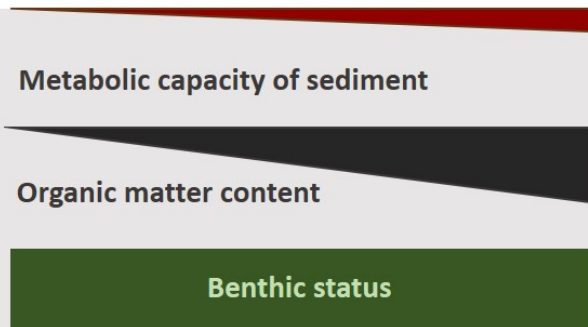 Metabolic capacity of sediment
Organic matter content
Benthic status